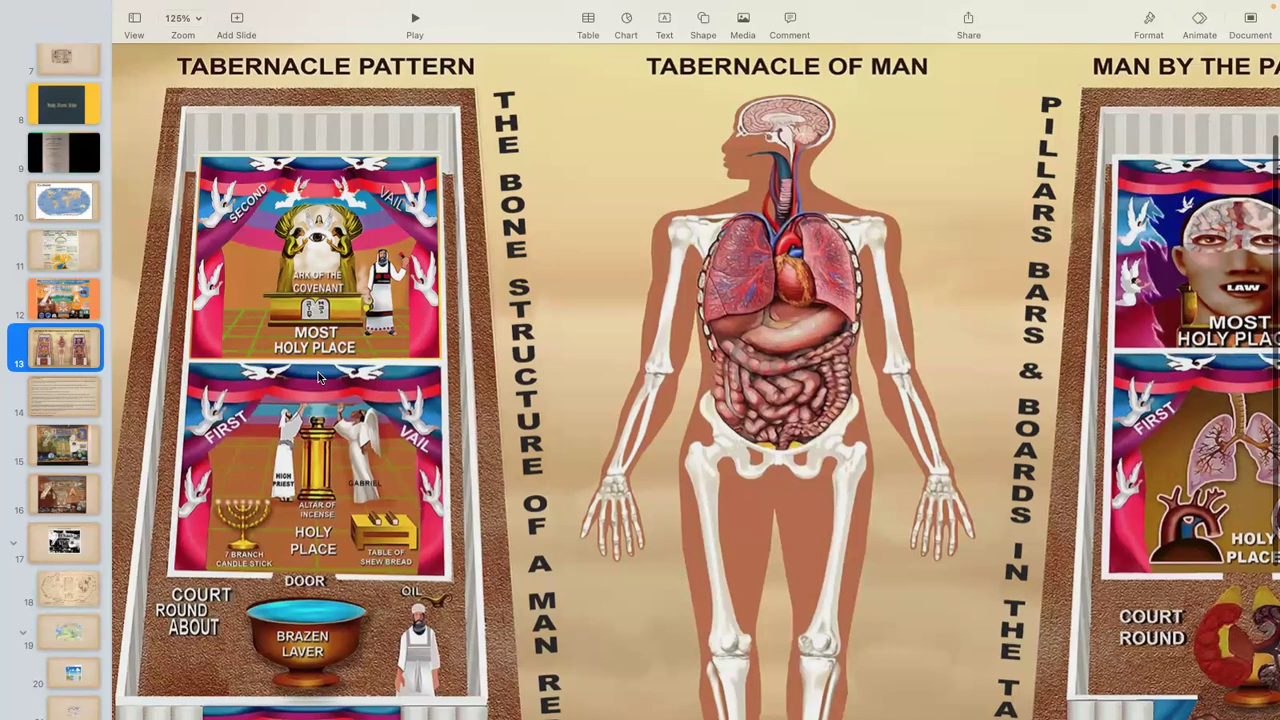 125%
View
Zoom
Add Slide
Play
Table
Chart
Text
Shape
Media
Comment
Share
Format
Animate
Document
7
8
9
10
11
12
13
14
15
16
17
18
19
20
TABERNACLE PATTERN
SECOND VAIL
ARK OF THE
COVENANT
MOST
HOLY PLACE
FIRST VAIL
HIGH
PRIEST
GABRIEL
ALTAR OF
INCENSE
HOLY
PLACE
7 BRANCH
CANDLE STICK
TABLE OF
SHEW BREAD
DOOR
COURT
ROUND
ABOUT
OIL
BRAZEN
LAVER
THE BONE STRUCTURE OF A MAN RE
TABERNACLE OF MAN
PILLARS BARS & BOARDS IN THE TA
MAN BY THE PA
LAW
MOST
HOLY PLAC
FIRST
HOLY
PLACE
COURT
ROUND